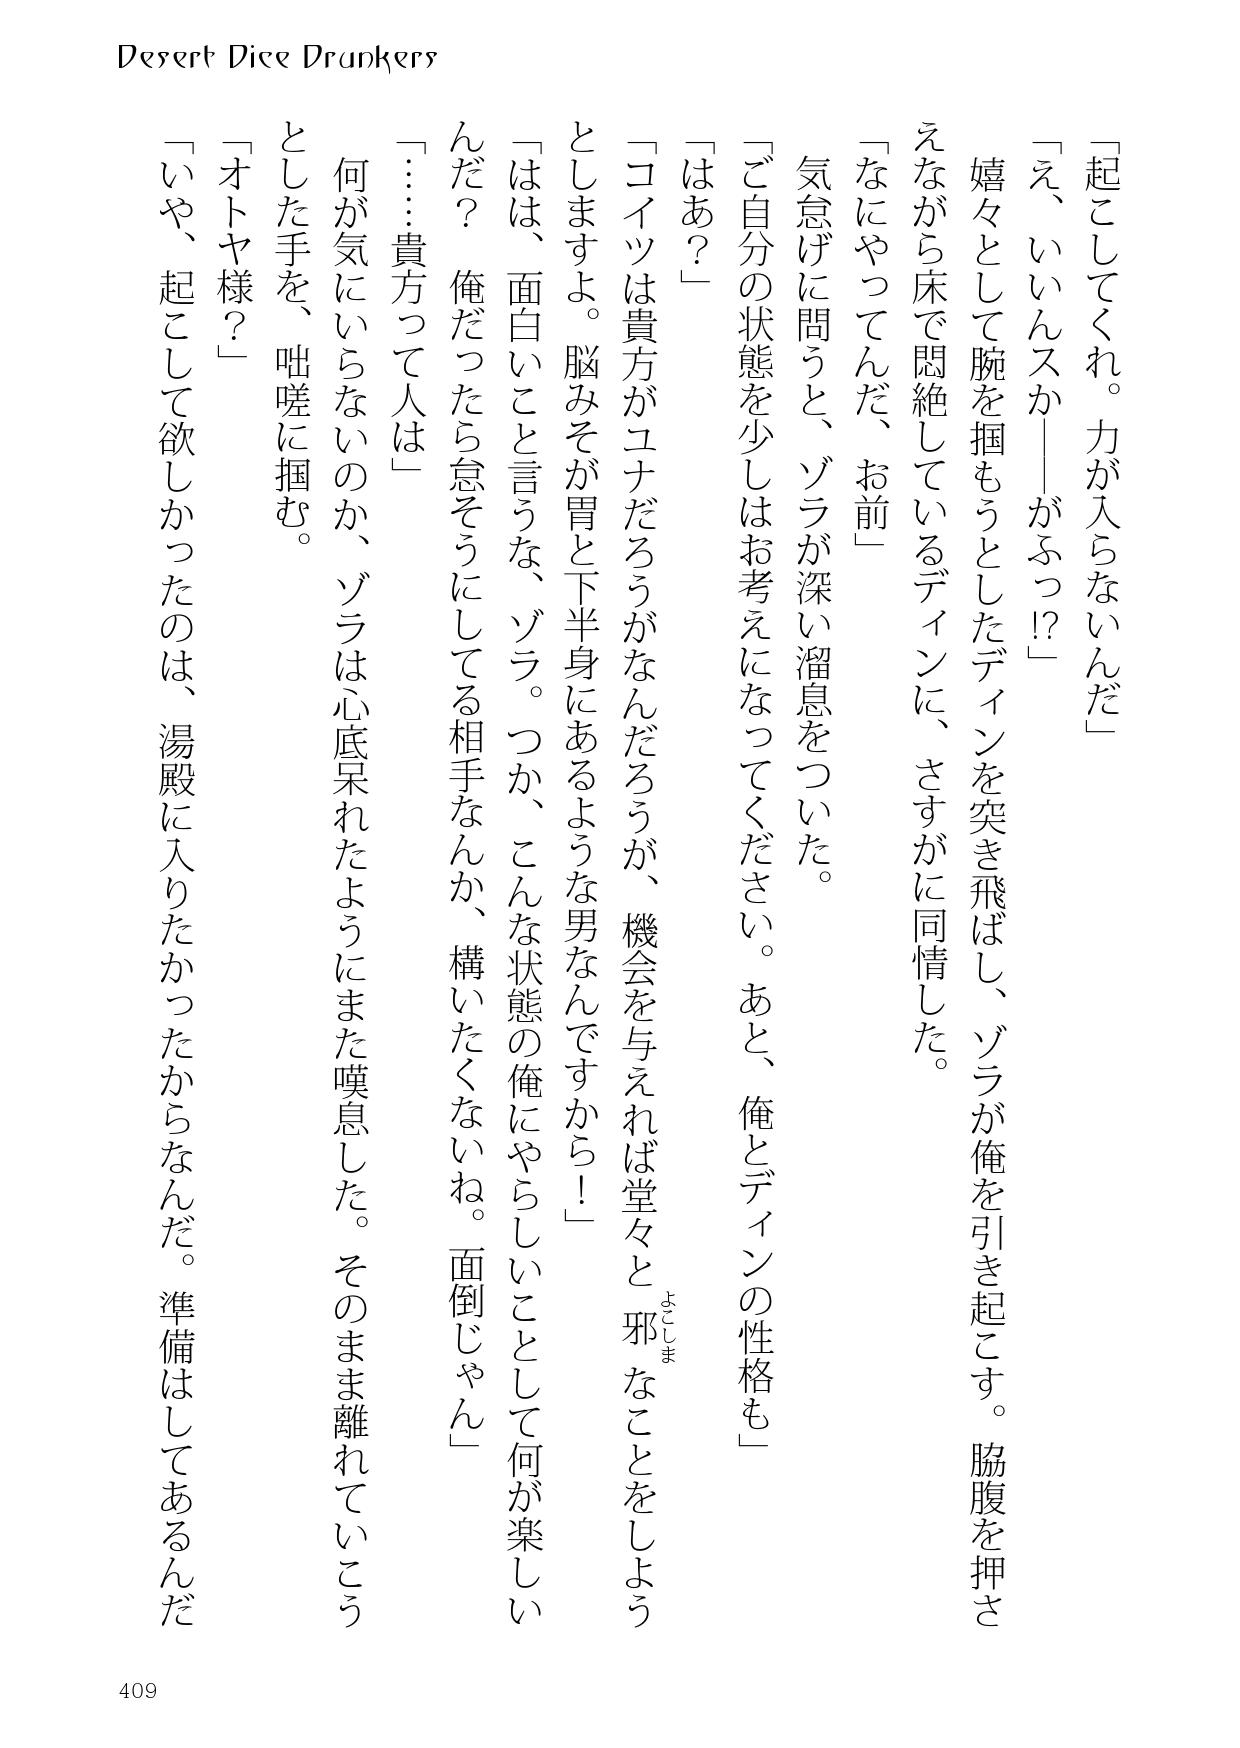 Desert Dice Drunkers
「起こしてくれ。力が入らないんだ」
「え、いいんスか――がふっ!?」
　嬉々として腕を掴もうとしたディンを突き飛ばし、ゾラが俺を引き起こす。脇腹を押さ
えながら床で悶絶しているディンに、さすがに同情した。
「なにやってんだ、お前」
　気怠げに問うと、ゾラが深い溜息をついた。
「ご自分の状態を少しはお考えになってください。あと、俺とディンの性格も」
「はあ？」
「コイツは貴方がユナだろうがなんだろうが、機会を与えれば堂々と邪なことをしよう
よこしま
としますよ。脳みそが胃と下半身にあるような男なんですから！」
「はは、面白いこと言うな、ゾラ。つか、こんな状態の俺にやらしいことして何が楽しい
んだ？　俺だったら怠そうにしてる相手なんか、構いたくないね。面倒じゃん」
「……貴方って人は」
　何が気にいらないのか、ゾラは心底呆れたようにまた嘆息した。そのまま離れていこう
とした手を、咄嗟に掴む。
「オトヤ様？」
「いや、起こして欲しかったのは、湯殿に入りたかったからなんだ。準備はしてあるんだ
409